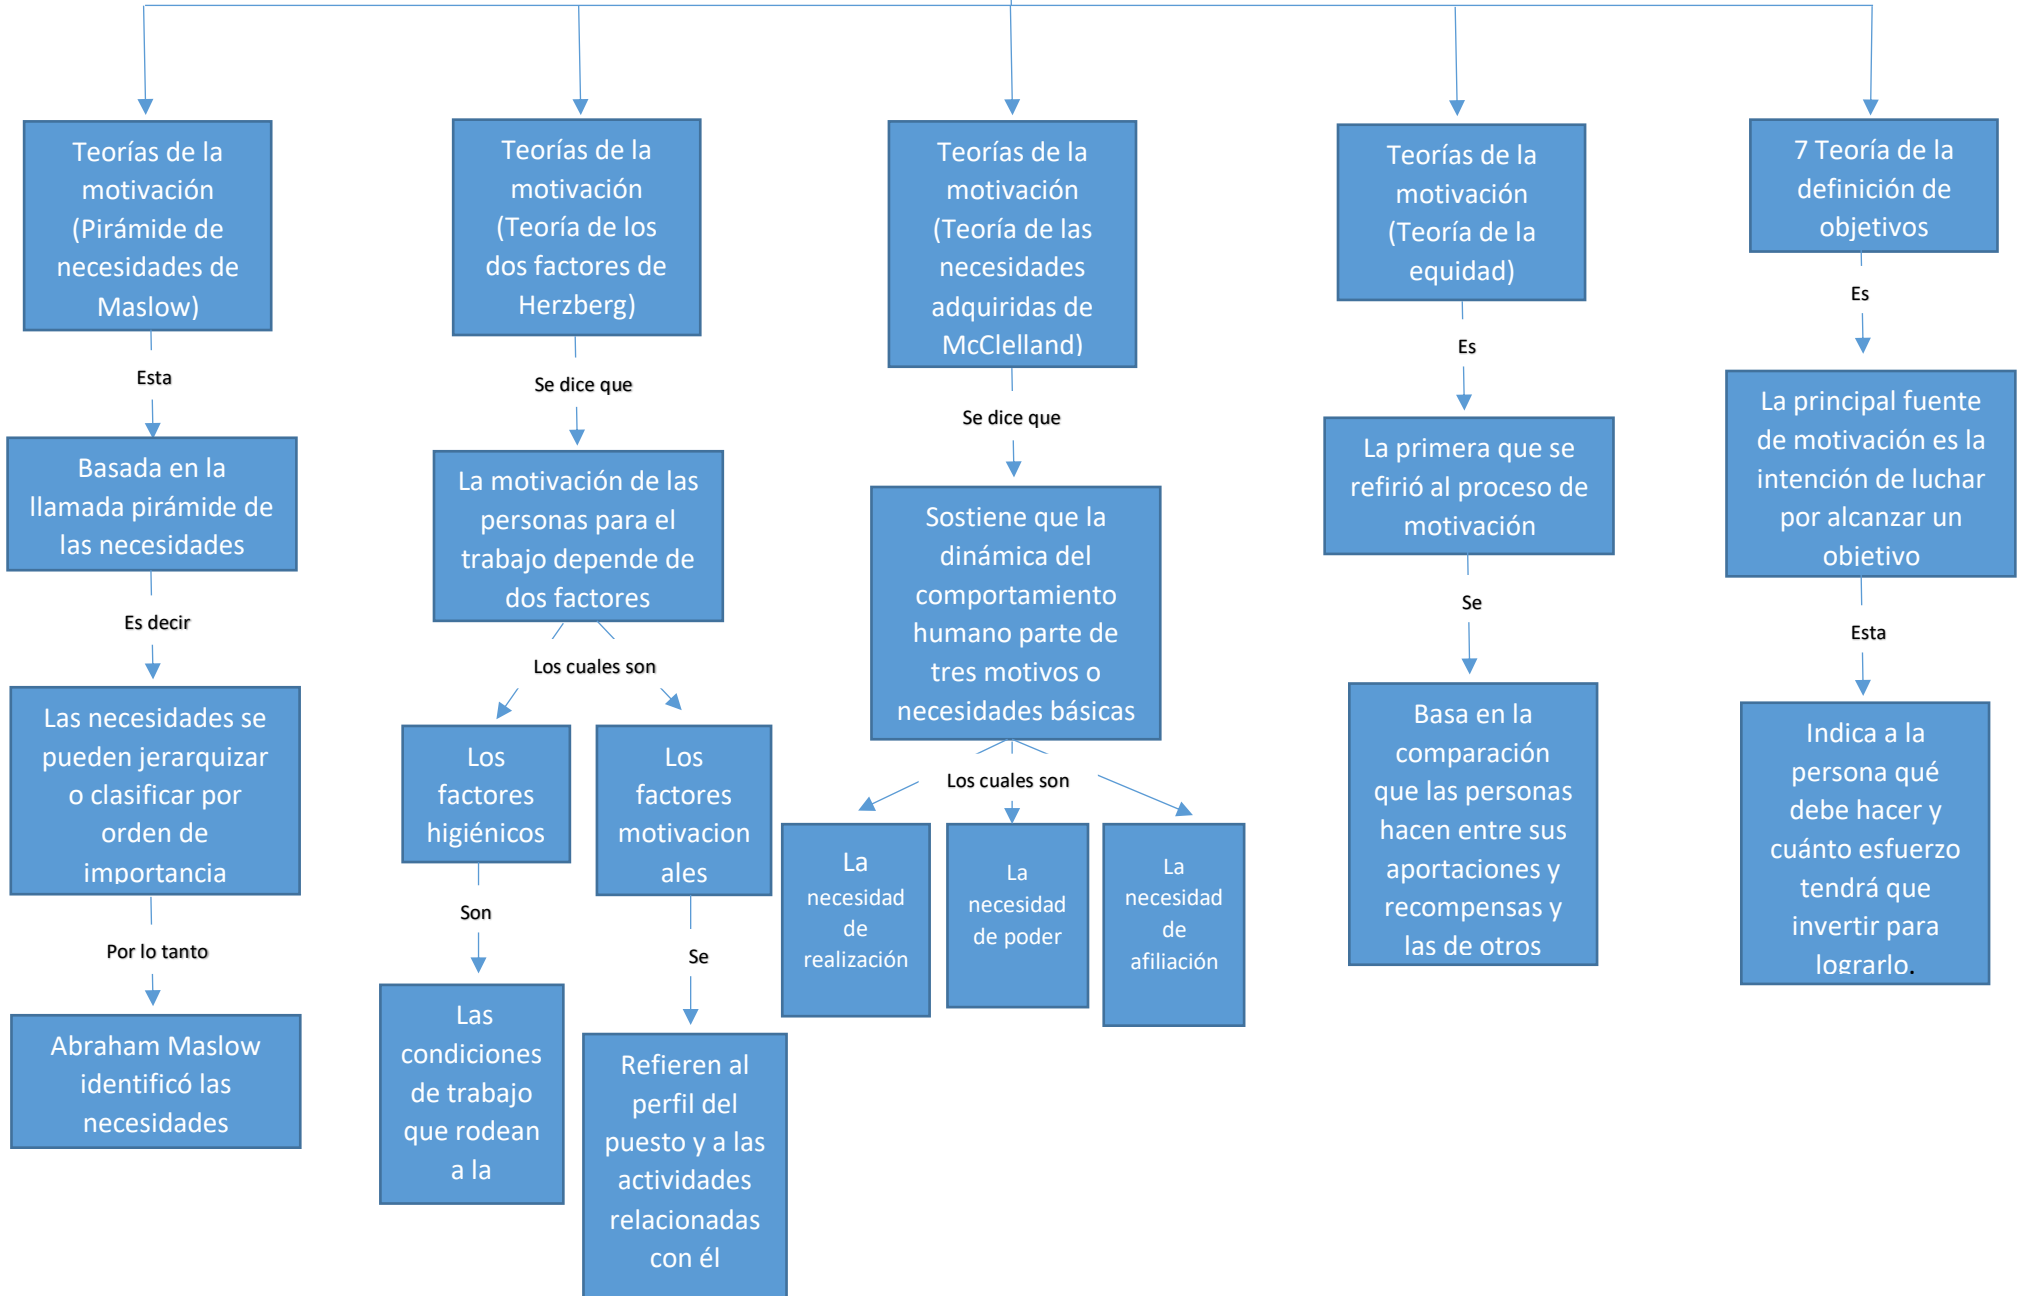 Teorías de la
motivación
(Pirámide de
necesidades de
Maslow)
Esta
Basada en la
llamada pirámide de
las necesidades
Es decir
Las necesidades se
pueden jerarquizar
o clasificar por
orden de
importancia
Por lo tanto
Abraham Maslow
identificó las
necesidades
Teorías de la
motivación
(Teoría de los
dos factores de
Herzberg)
Se dice que
La motivación de las
personas para el
trabajo depende de
dos factores
Los cuales son
Los
factores
higiénicos
Son
Las
condiciones
de trabajo
que rodean
a la
Los
factores
motivacion
ales
Se
Refieren al
perfil del
puesto y a las
actividades
relacionadas
con él
Teorías de la
motivación
(Teoría de las
necesidades
adquiridas de
McClelland)
Se dice que
Sostiene que la
dinámica del
comportamiento
humano parte de
tres motivos o
necesidades básicas
Los cuales son
La
necesidad
de
realización
La
necesidad
de poder
La
necesidad
de
afiliación
Teorías de la
motivación
(Teoría de la
equidad)
Es
La primera que se
refirió al proceso de
motivación
Se
Basa en la
comparación
que las personas
hacen entre sus
aportaciones y
recompensas y
las de otros
7 Teoría de la
definición de
objetivos
Es
La principal fuente
de motivación es la
intención de luchar
por alcanzar un
objetivo
Esta
Indica a la
persona qué
debe hacer y
cuánto esfuerzo
tendrá que
invertir para
lograrlo.